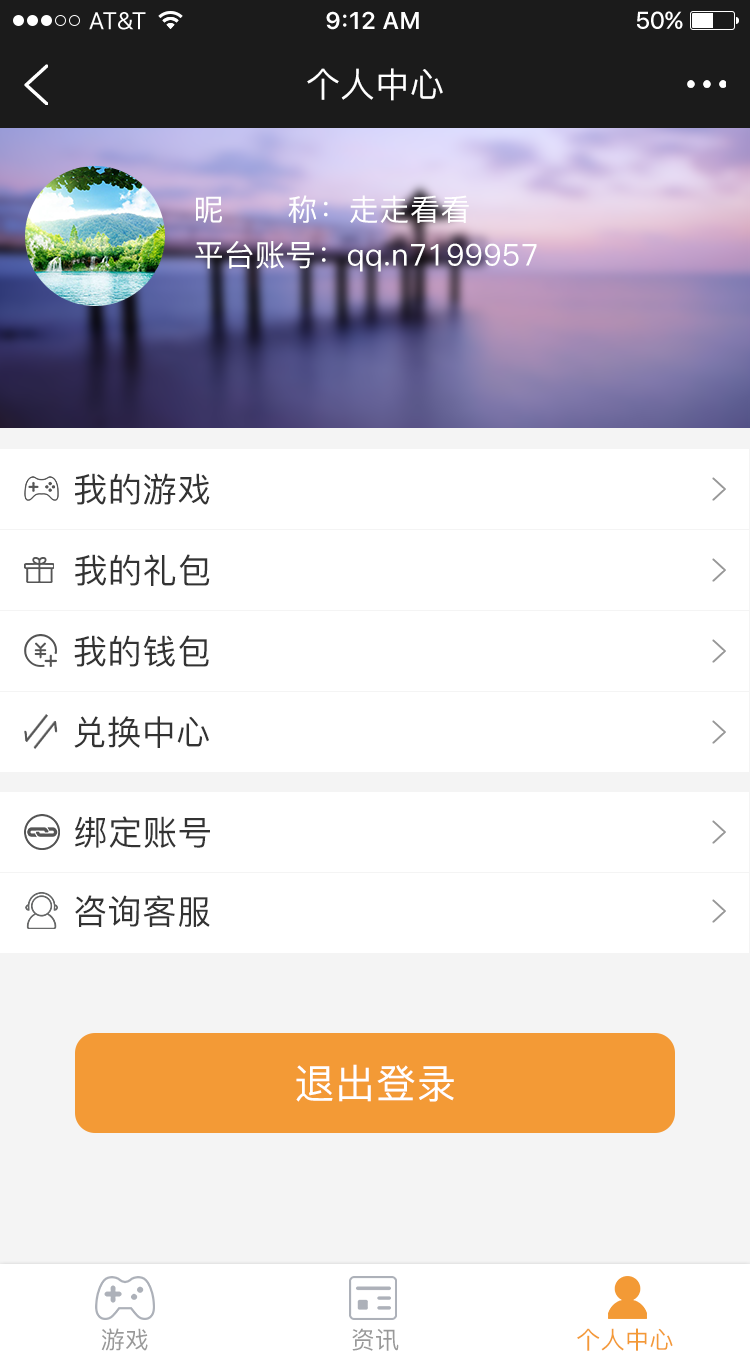 AT&T 9:12 AM 50%
个人中心
昵 称：走走看看
平台账号：qq.n7199957
我的游戏
我的礼包
我的钱包
兑换中心
绑定账号
咨询客服
退出登录
游戏 资讯 个人中心